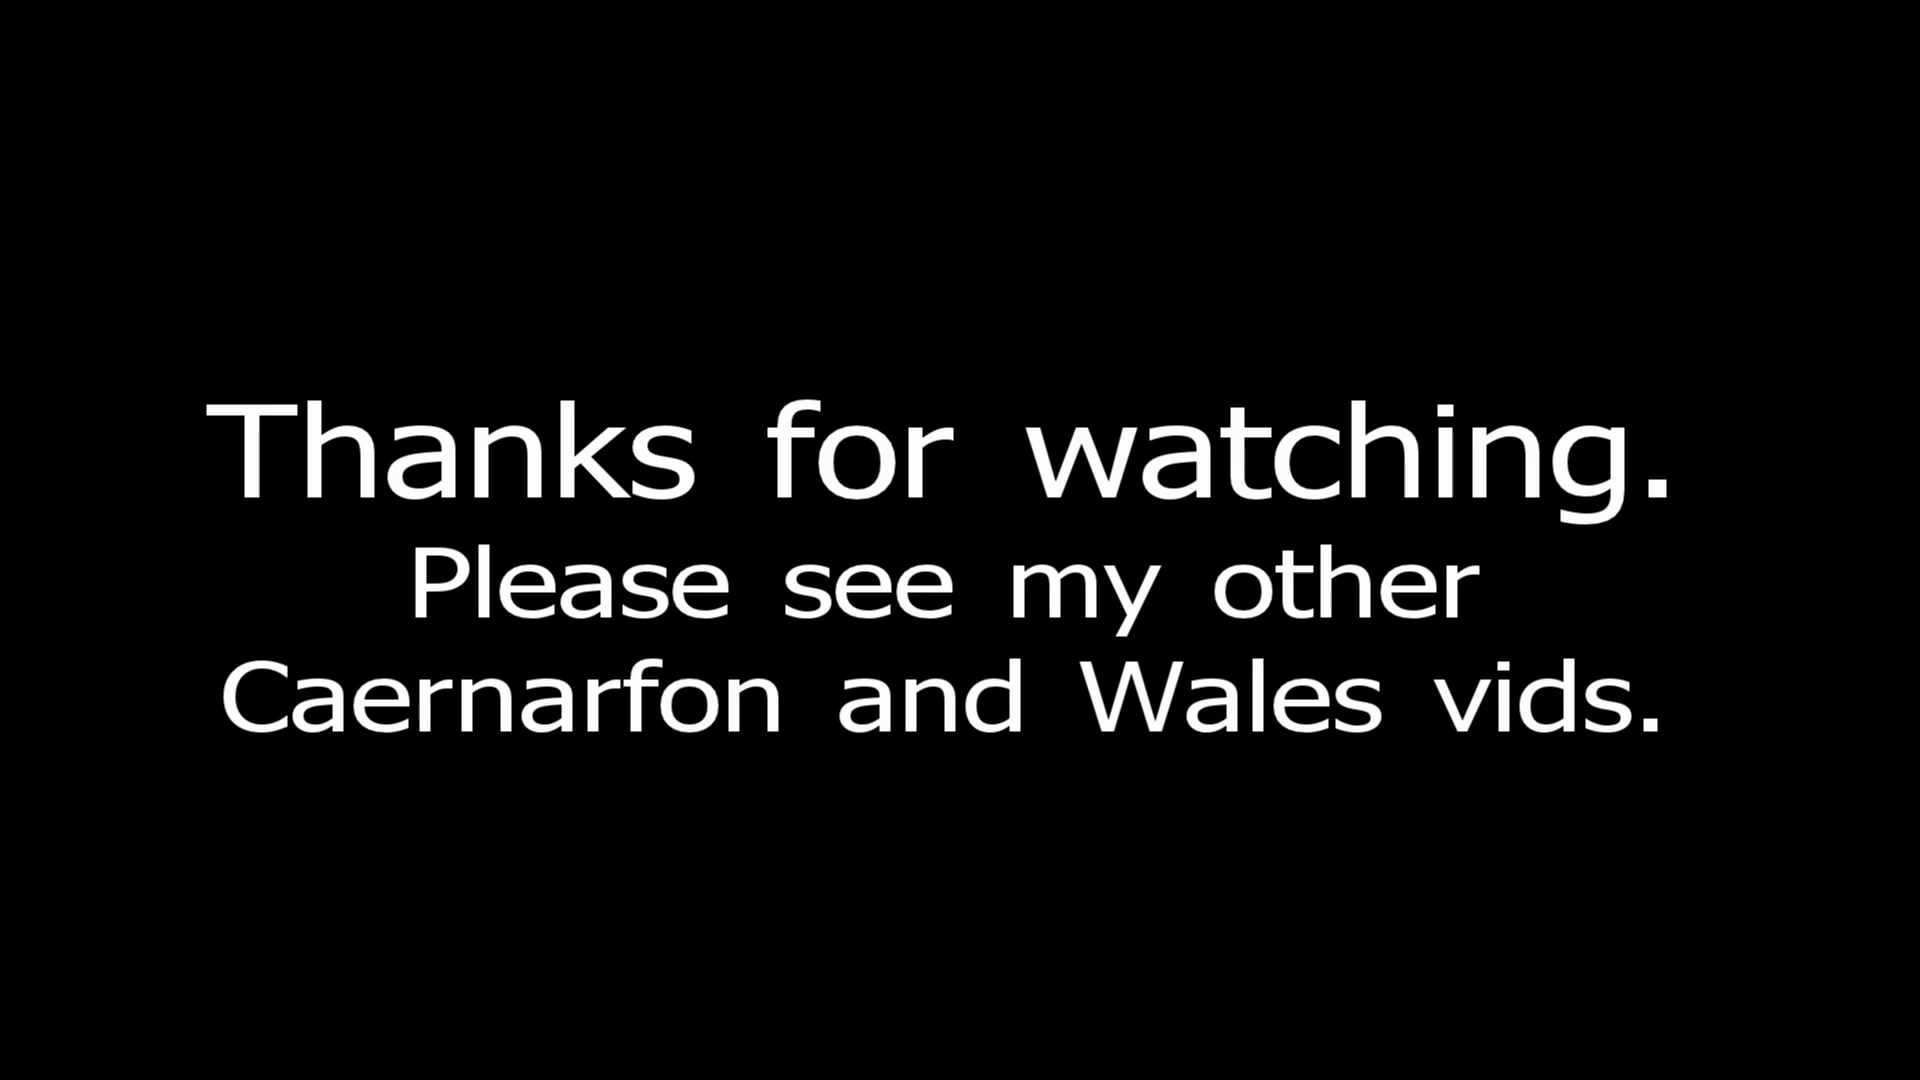 Thanks for watching.
Please see my other
Caernarfon and Wales vids.